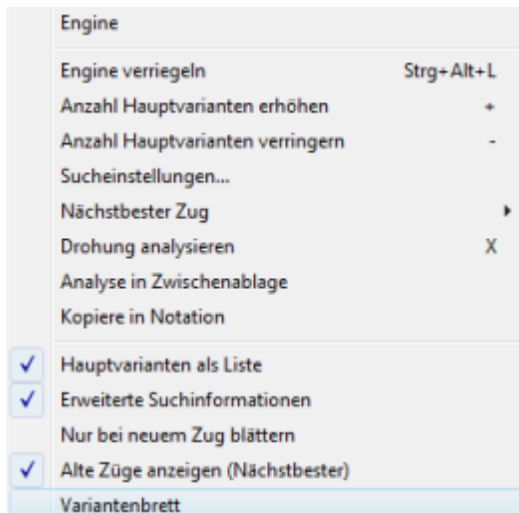 Engine
Engine verriegeln Strg+Alt+L
Anzahl Hauptvarianten erhöhen +
Anzahl Hauptvarianten verringern -
Sucheinstellungen...
Nächstbester Zug
Drohung analysieren X
Analyse in Zwischenablage
Kopiere in Notation
Hauptvarianten als Liste
Erweiterte Suchinformationen
Nur bei neuem Zug blättern
Alte Züge anzeigen (Nächstbester)
Variantenbrett